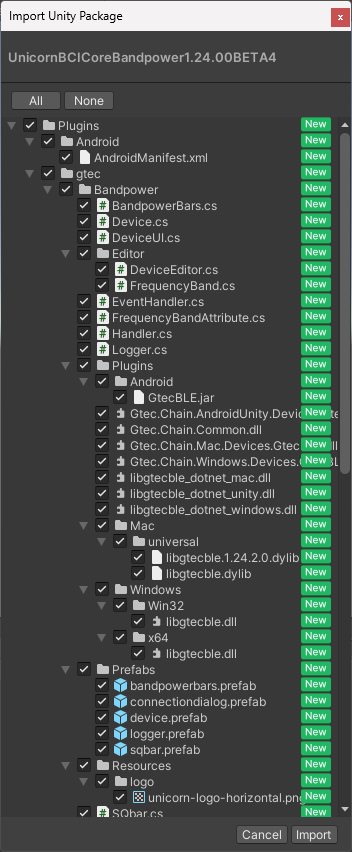 Import Unity Package
x
UnicornBCICoreBandpower1.24.00BETA4
All None
Plugins New
Android New
AndroidManifest.xml New
gtec New
Bandpower New
BandpowerBars.cs New
Device.cs New
DeviceUI.cs New
Editor New
DeviceEditor.cs New
FrequencyBand.cs New
EventHandler.cs New
FrequencyBandAttribute.cs New
Handler.cs New
Logger.cs New
Plugins New
Android New
GtecBLE.jar New
Gtec.Chain.AndroidUnity.Devic New
Gtec.Chain.Common.dll New
Gtec.Chain.Mac.Devices.Gtec New
Gtec.Chain.Windows.Devices.G New
libgtecble_dotnet_mac.dll New
libgtecble_dotnet_unity.dll New
libgtecble_dotnet_windows.dll New
Mac New
universal New
libgtecble.1.24.2.0.dylib New
libgtecble.dylib New
Windows New
Win32 New
libgtecble.dll New
x64 New
libgtecble.dll New
Prefabs New
bandpowerbars.prefab New
connectiondialog.prefab New
device.prefab New
logger.prefab New
sqbar.prefab New
Resources New
logo New
unicorn-logo-horizontal.png New
SQbar.cs New
Cancel Import